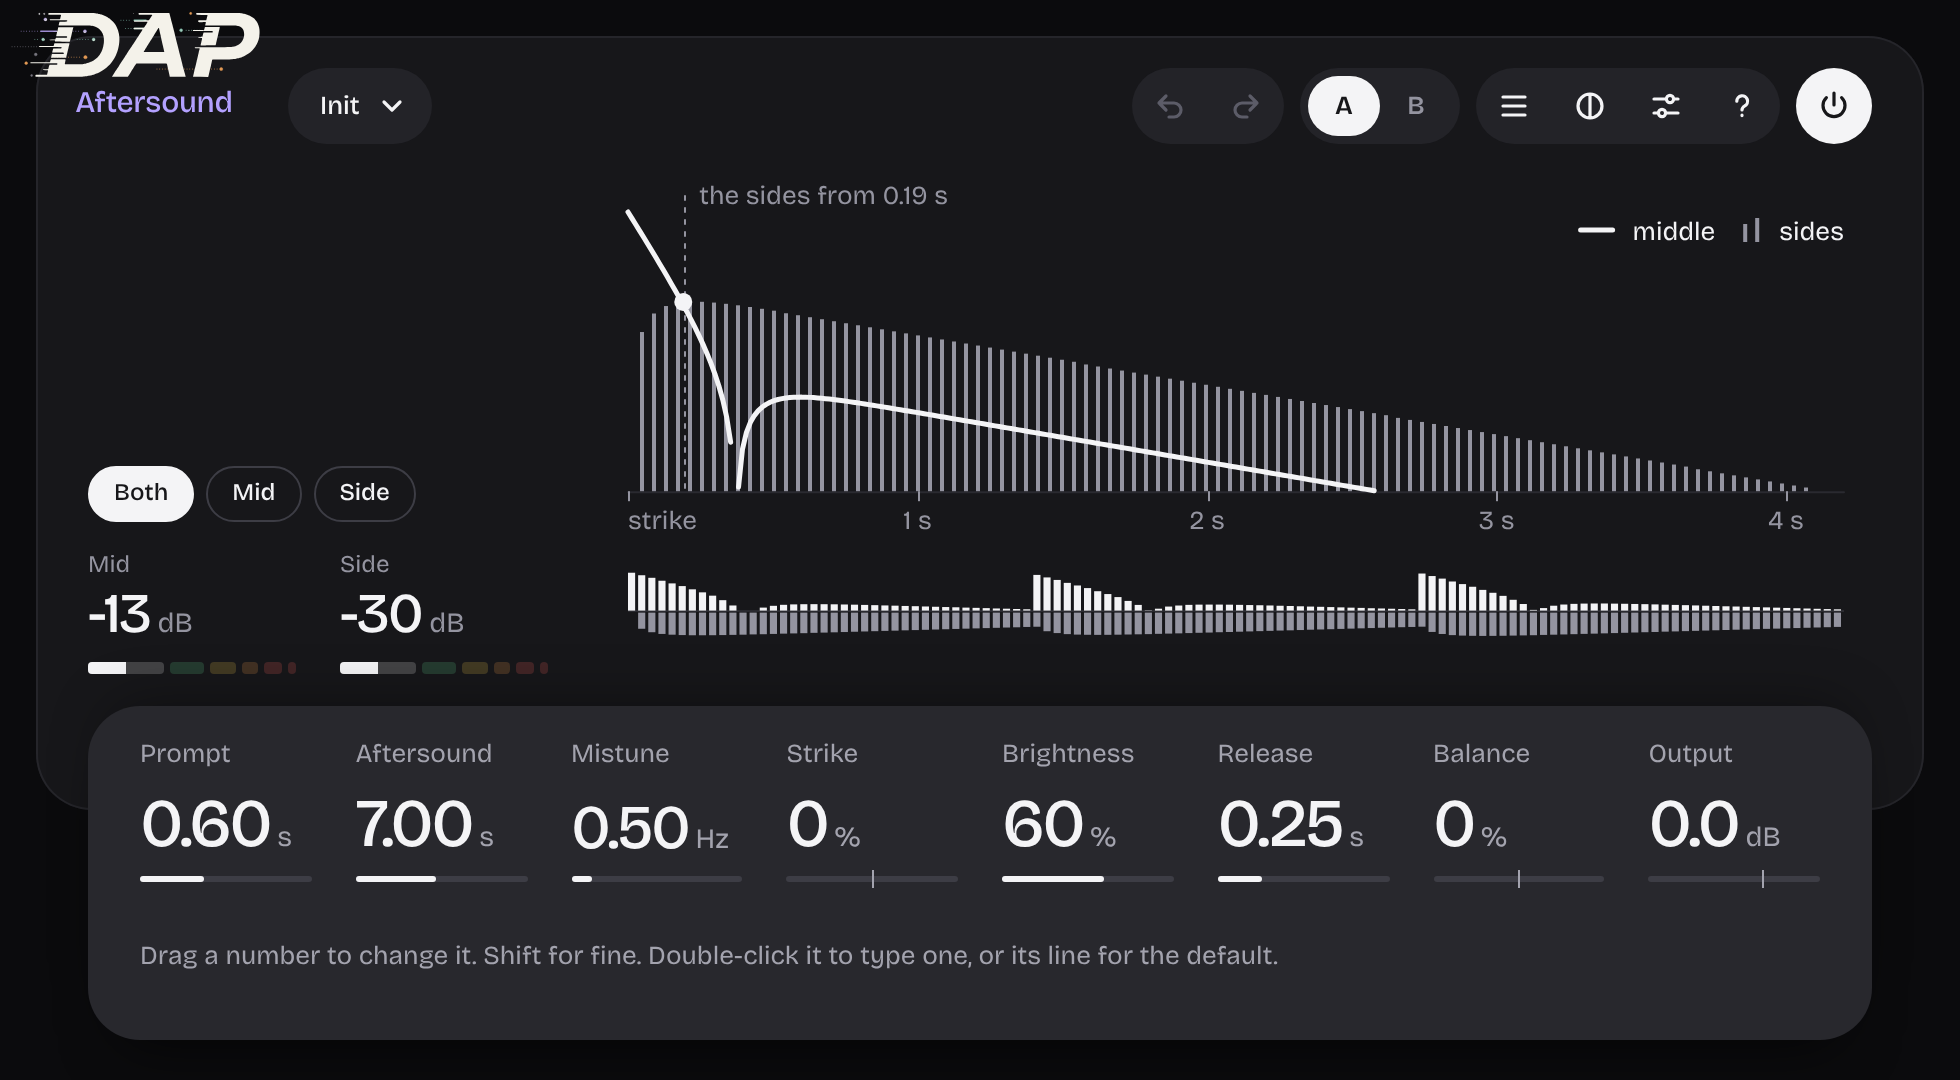 DAP
Aftersound
Init
A B ?
the sides from 0.19 s
middle sides
strike 1 s 2 s 3 s 4 s
Both Mid Side
Mid Side
-13 dB -30 dB
Prompt Aftersound Mistune Strike Brightness Release Balance Output
0.60 s 7.00 s 0.50 Hz 0 % 60 % 0.25 s 0 % 0.0 dB
Drag a number to change it. Shift for fine. Double-click it to type one, or its line for the default.